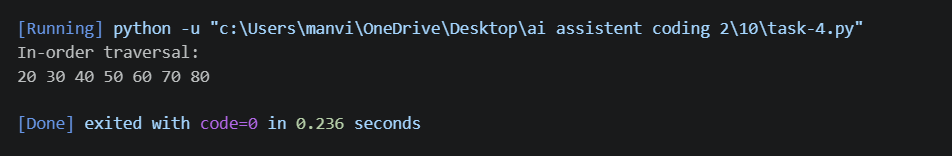 [Running] python -u "c:\Users\manvi\OneDrive\Desktop\ai assistent coding 2\10\task-4.py"
In-order traversal:
20 30 40 50 60 70 80
[Done] exited with code=0 in 0.236 seconds